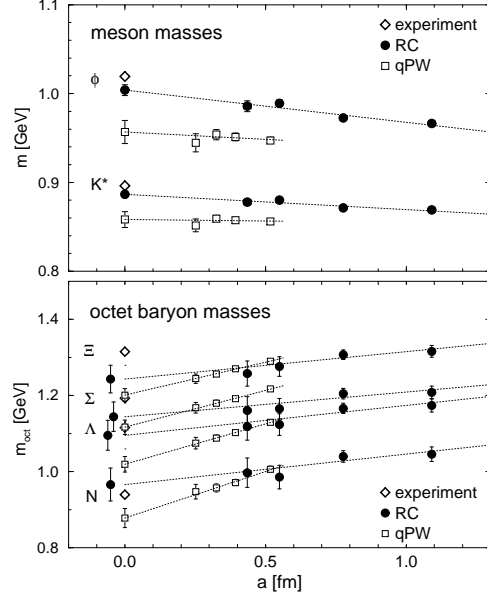 1.1
meson masses
◇ experiment
● RC
□ qPW
ϕ
1.0
m [GeV]
0.9
K*
0.8
octet baryon masses
1.4
Ξ
1.2
Σ
Λ
m_oct [GeV]
1.0
N
◇ experiment
● RC
□ qPW
0.8
0.0
0.5
1.0
a [fm]